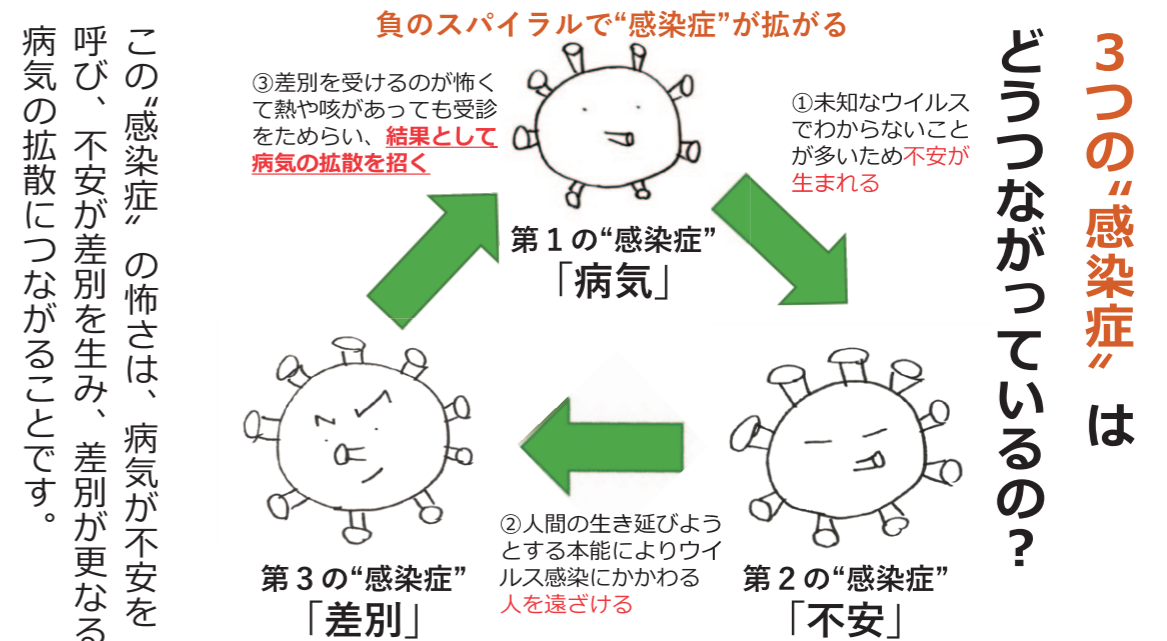 3つの“感染症”は
どうつながっているの?
負のスパイラルで“感染症”が拡がる
①未知なウイルス
でわからないこと
が多いため不安が
生まれる
第1の“感染症”
「病気」
③差別を受けるのが怖く
て熱や咳があっても受診
をためらい、結果として
病気の拡散を招く
第2の“感染症”
「不安」
②人間の生き延びよう
とする本能によりウイ
ルス感染にかかわる
人を遠ざける
第3の“感染症”
「差別」
この“感染症”の怖さは、病気が不安を
呼び、不安が差別を生み、差別が更なる
病気の拡散につながることです。